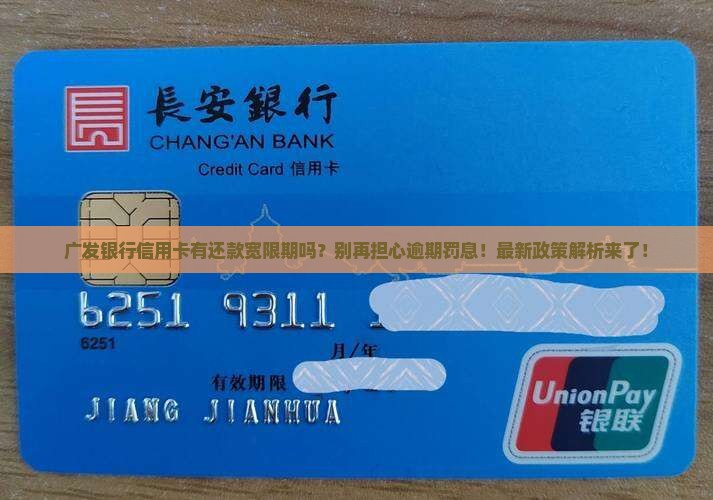 長安銀行
CHANG'AN BANK
Credit Card 信用卡
广发银行信用卡有还款宽限期吗？别再担心逾期罚息！最新政策解析来了！
6251 9311 1
6251
月/年
有效期限
JIANG JIANHUA
UnionPay
银联